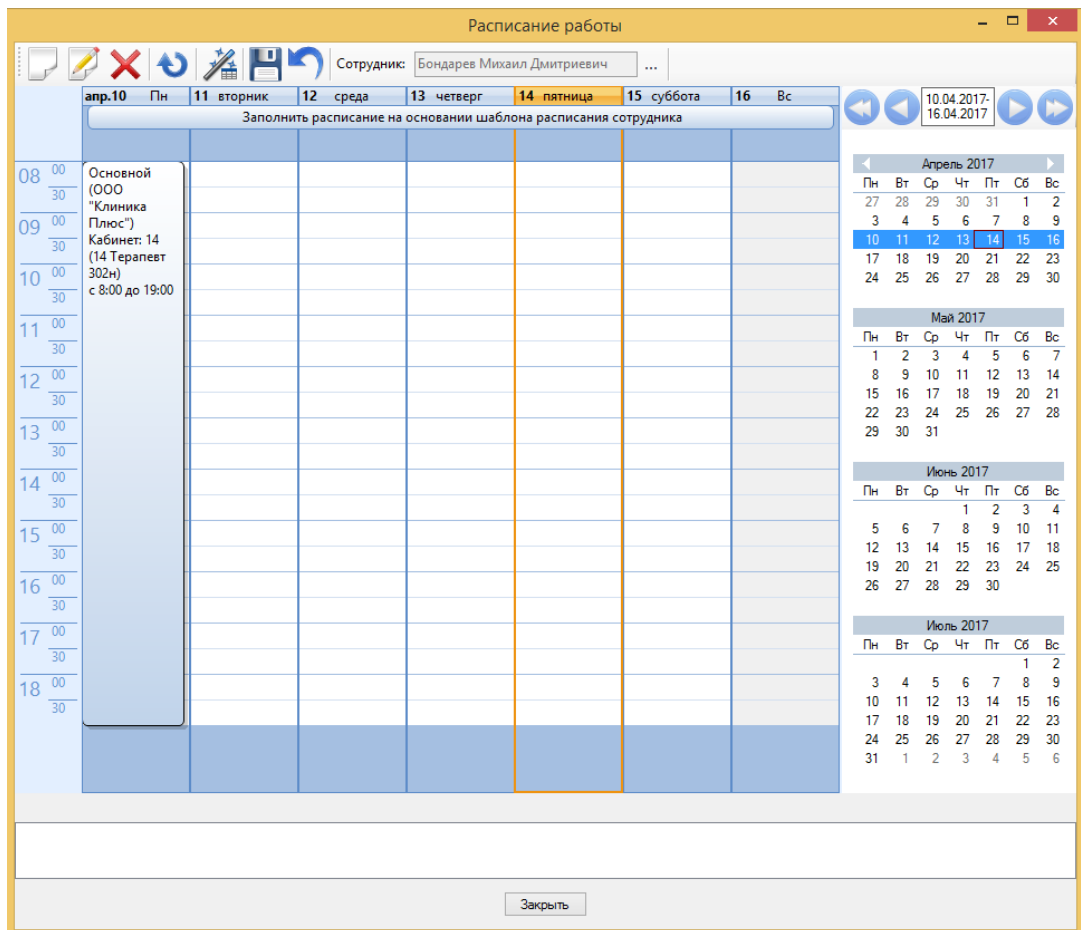 Расписание работы
Сотрудник: Бондарев Михаил Дмитриевич ...
апр.10 Пн 11 вторник 12 среда 13 четверг 14 пятница 15 суббота 16 Вс
Заполнить расписание на основании шаблона расписания сотрудника
08 00
30
09 00
30
10 00
30
11 00
30
12 00
30
13 00
30
14 00
30
15 00
30
16 00
30
17 00
30
18 00
30
Основной
(ООО
"Клиника
Плюс")
Кабинет: 14
(14 Терапевт
302н)
с 8:00 до 19:00
10.04.2017-
16.04.2017
Апрель 2017
Пн Вт Ср Чт Пт Сб Вс
27 28 29 30 31 1 2
3 4 5 6 7 8 9
10 11 12 13 14 15 16
17 18 19 20 21 22 23
24 25 26 27 28 29 30
Май 2017
Пн Вт Ср Чт Пт Сб Вс
1 2 3 4 5 6 7
8 9 10 11 12 13 14
15 16 17 18 19 20 21
22 23 24 25 26 27 28
29 30 31
Июнь 2017
Пн Вт Ср Чт Пт Сб Вс
1 2 3 4
5 6 7 8 9 10 11
12 13 14 15 16 17 18
19 20 21 22 23 24 25
26 27 28 29 30
Июль 2017
Пн Вт Ср Чт Пт Сб Вс
1 2
3 4 5 6 7 8 9
10 11 12 13 14 15 16
17 18 19 20 21 22 23
24 25 26 27 28 29 30
31 1 2 3 4 5 6
Закрыть